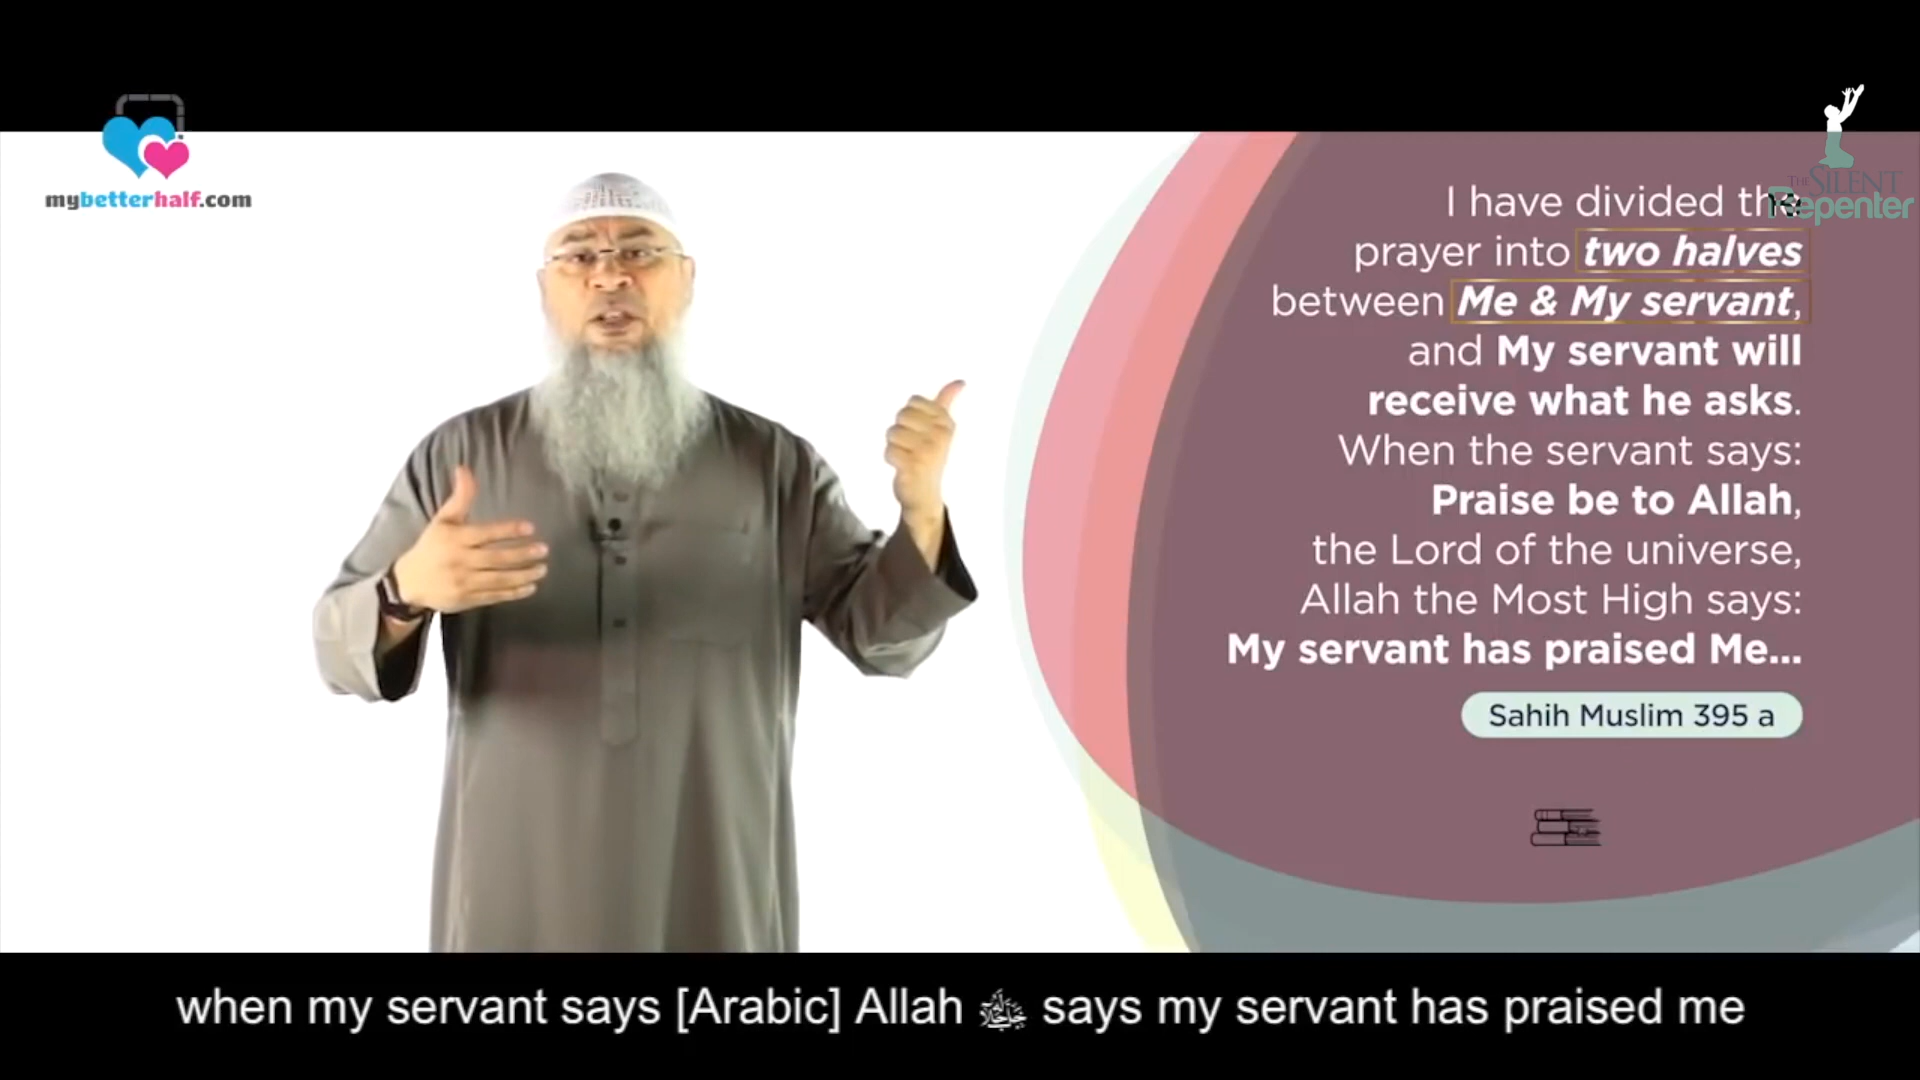 mybetterhalf.com
THE SILENT
Repenter
I have divided the
prayer into two halves
between Me & My servant,
and My servant will
receive what he asks.
When the servant says:
Praise be to Allah,
the Lord of the universe,
Allah the Most High says:
My servant has praised Me...
Sahih Muslim 395 a
when my servant says [Arabic] Allah ﷻ says my servant has praised me